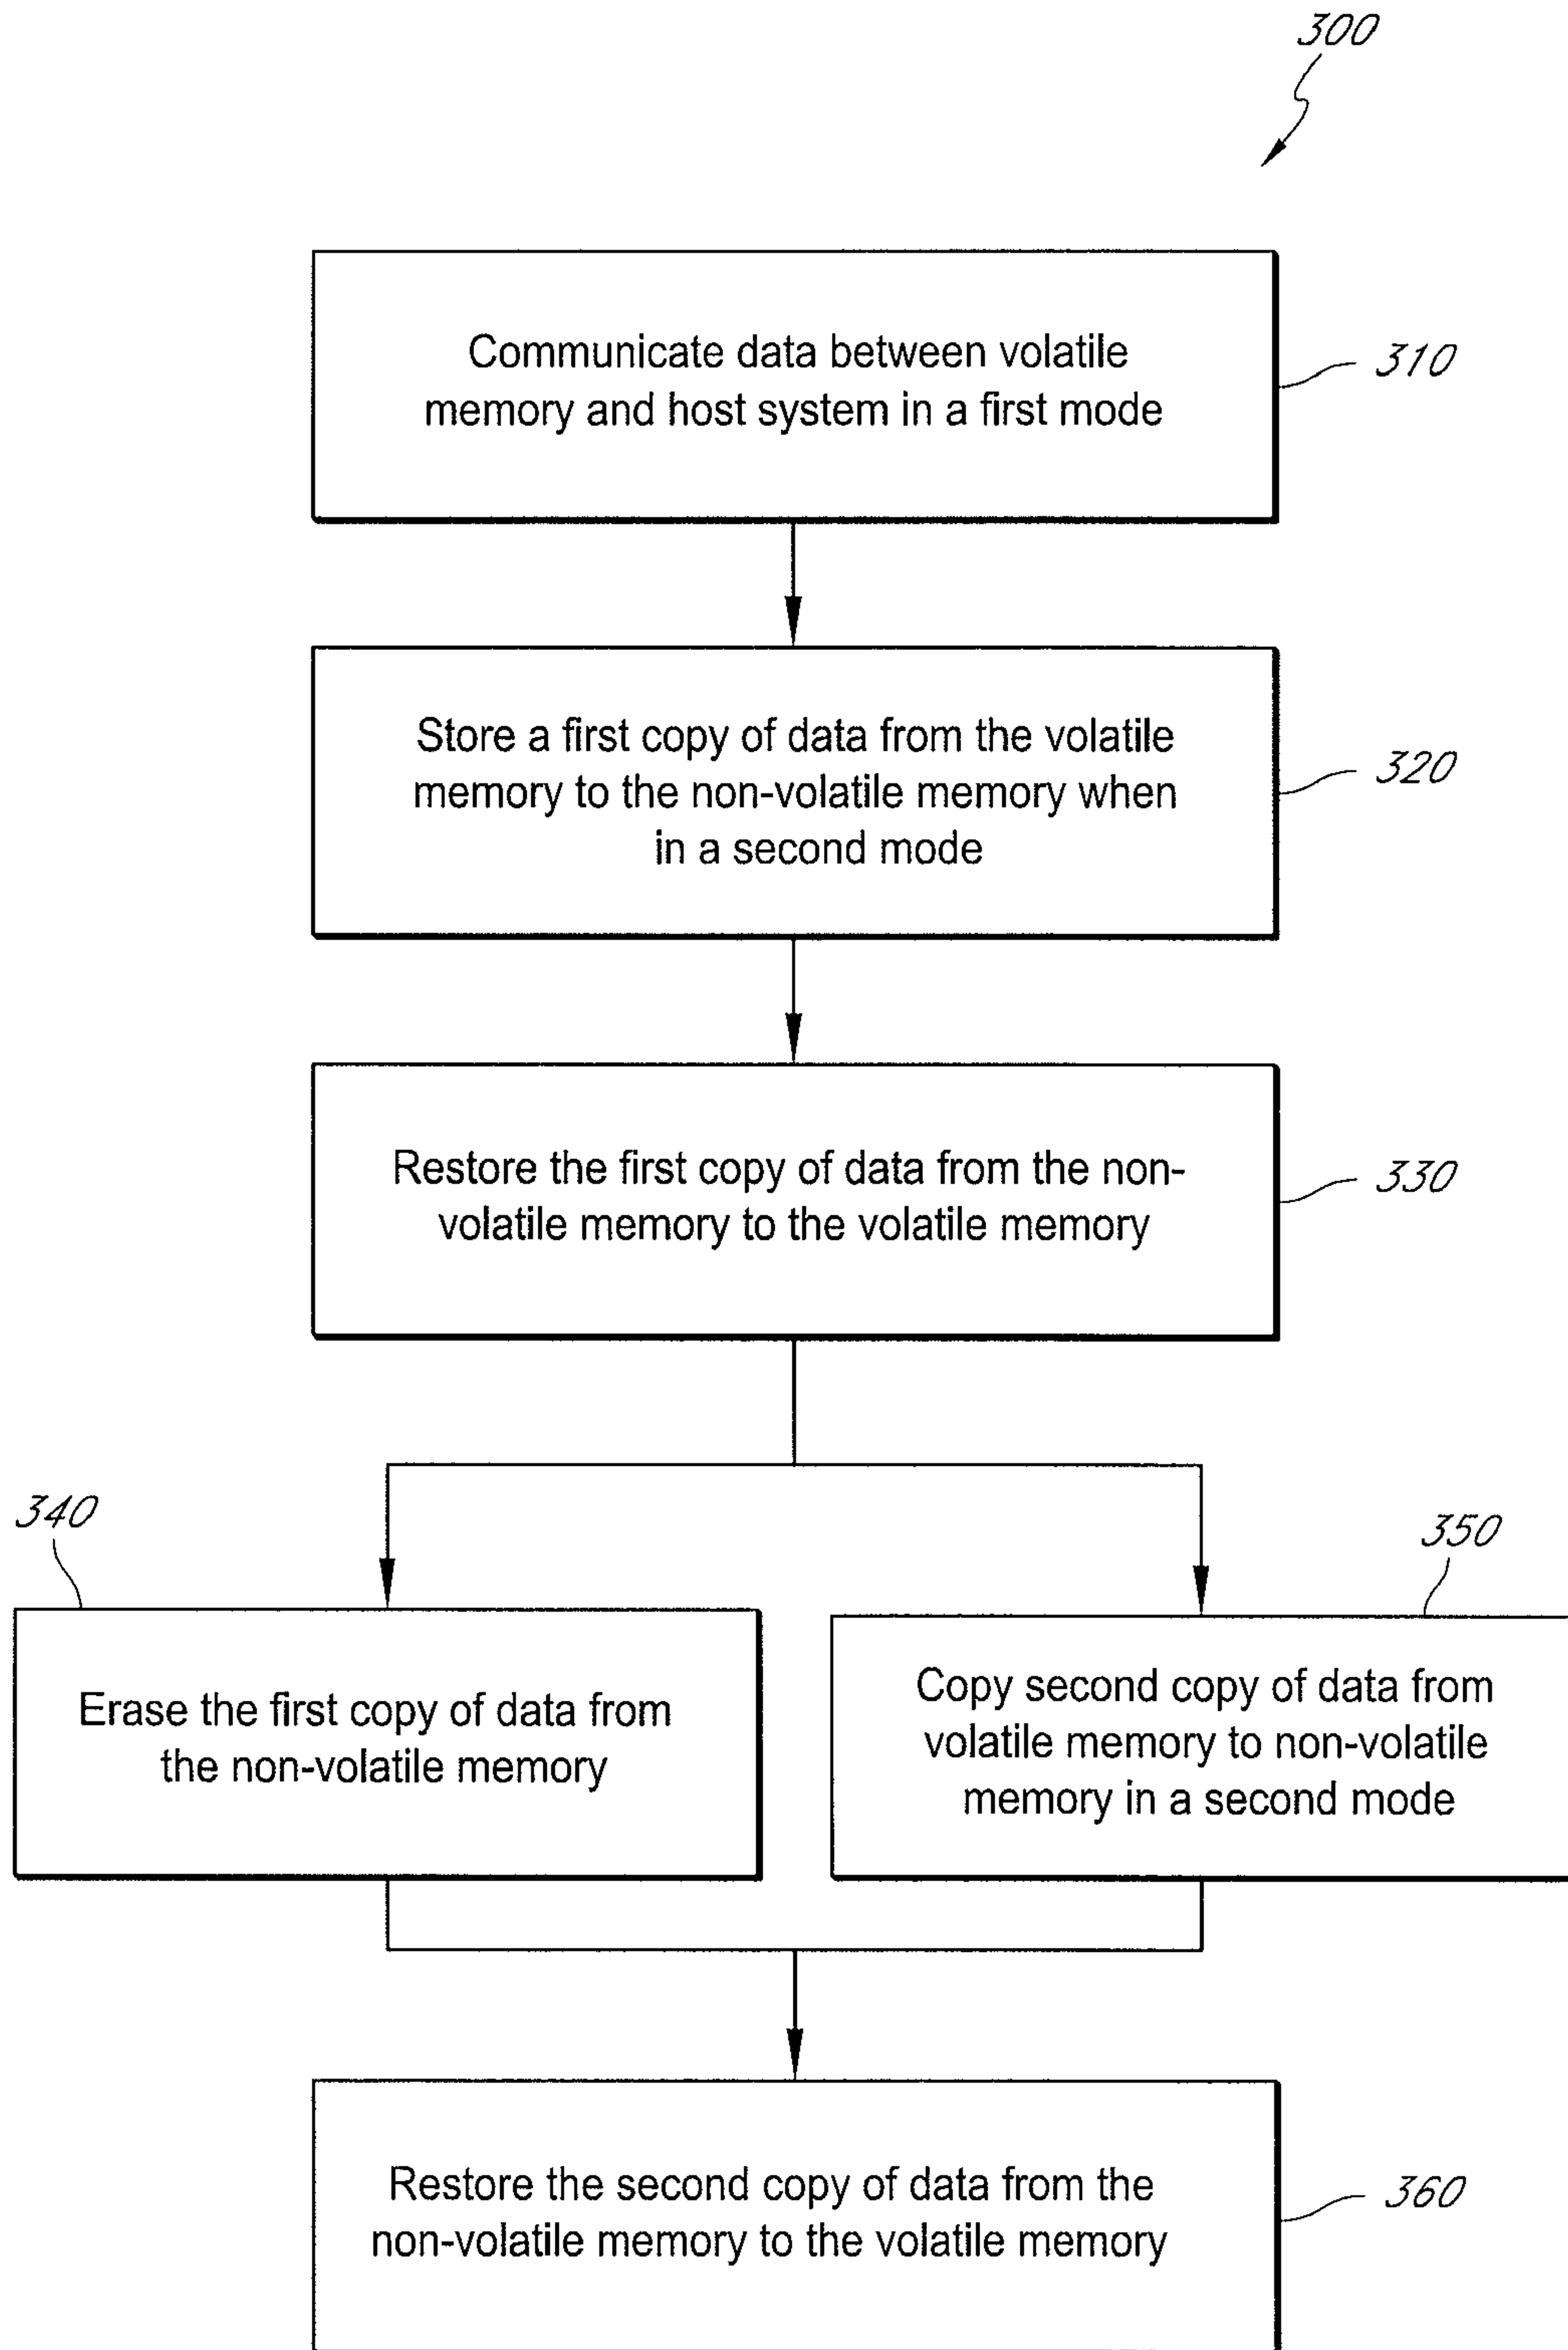 300
Communicate data between volatile
memory and host system in a first mode
310
Store a first copy of data from the volatile
memory to the non-volatile memory when
in a second mode
320
Restore the first copy of data from the non-
volatile memory to the volatile memory
330
340
Erase the first copy of data from
the non-volatile memory
350
Copy second copy of data from
volatile memory to non-volatile
memory in a second mode
Restore the second copy of data from the
non-volatile memory to the volatile memory
360